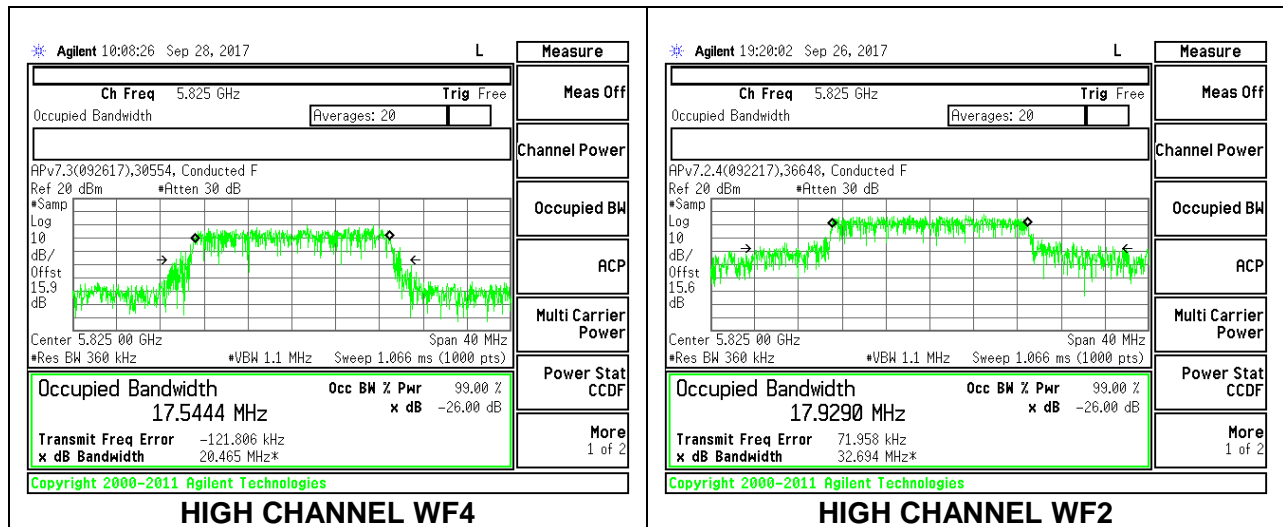 Agilent 10:08:26 Sep 28, 2017 L
Measure
Ch Freq 5.825 GHz Trig Free
Occupied Bandwidth Averages: 20
APv7.3(092617),30554, Conducted F
Ref 20 dBm #Atten 30 dB
#Samp
Log
10
dB/
Offst
15.9
dB
Center 5.825 00 GHz Span 40 MHz
#Res BW 360 kHz #VBW 1.1 MHz Sweep 1.066 ms (1000 pts)
Occupied Bandwidth Occ BW % Pwr 99.00 %
17.5444 MHz x dB -26.00 dB
Transmit Freq Error -121.806 kHz
x dB Bandwidth 20.465 MHz*
Copyright 2000-2011 Agilent Technologies
Meas Off
Channel Power
Occupied BW
ACP
Multi Carrier
Power
Power Stat
CCDF
More
1 of 2
HIGH CHANNEL WF4
Agilent 19:20:02 Sep 26, 2017 L
Measure
Ch Freq 5.825 GHz Trig Free
Occupied Bandwidth Averages: 20
APv7.2.4(092217),36648, Conducted F
Ref 20 dBm #Atten 30 dB
#Samp
Log
10
dB/
Offst
15.6
dB
Center 5.825 00 GHz Span 40 MHz
#Res BW 360 kHz #VBW 1.1 MHz Sweep 1.066 ms (1000 pts)
Occupied Bandwidth Occ BW % Pwr 99.00 %
17.9290 MHz x dB -26.00 dB
Transmit Freq Error 71.958 kHz
x dB Bandwidth 32.694 MHz*
Copyright 2000-2011 Agilent Technologies
Meas Off
Channel Power
Occupied BW
ACP
Multi Carrier
Power
Power Stat
CCDF
More
1 of 2
HIGH CHANNEL WF2